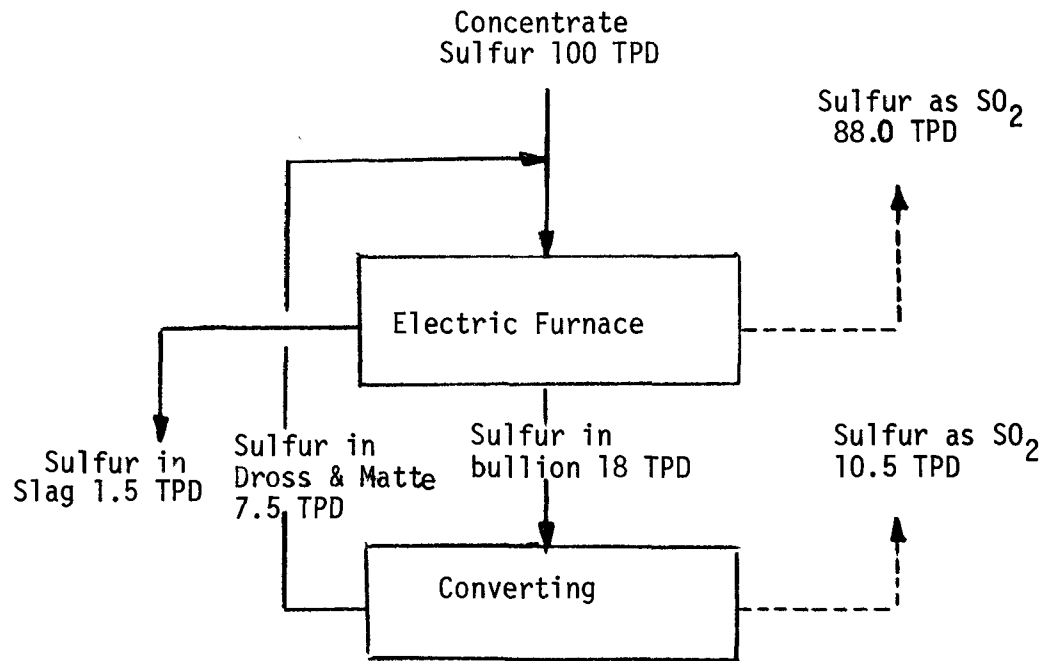 Concentrate
Sulfur 100 TPD
Sulfur as SO2
88.0 TPD
Electric Furnace
Sulfur in
Slag 1.5 TPD
Sulfur in
Dross & Matte
7.5 TPD
Sulfur in
bullion 18 TPD
Sulfur as SO2
10.5 TPD
Converting